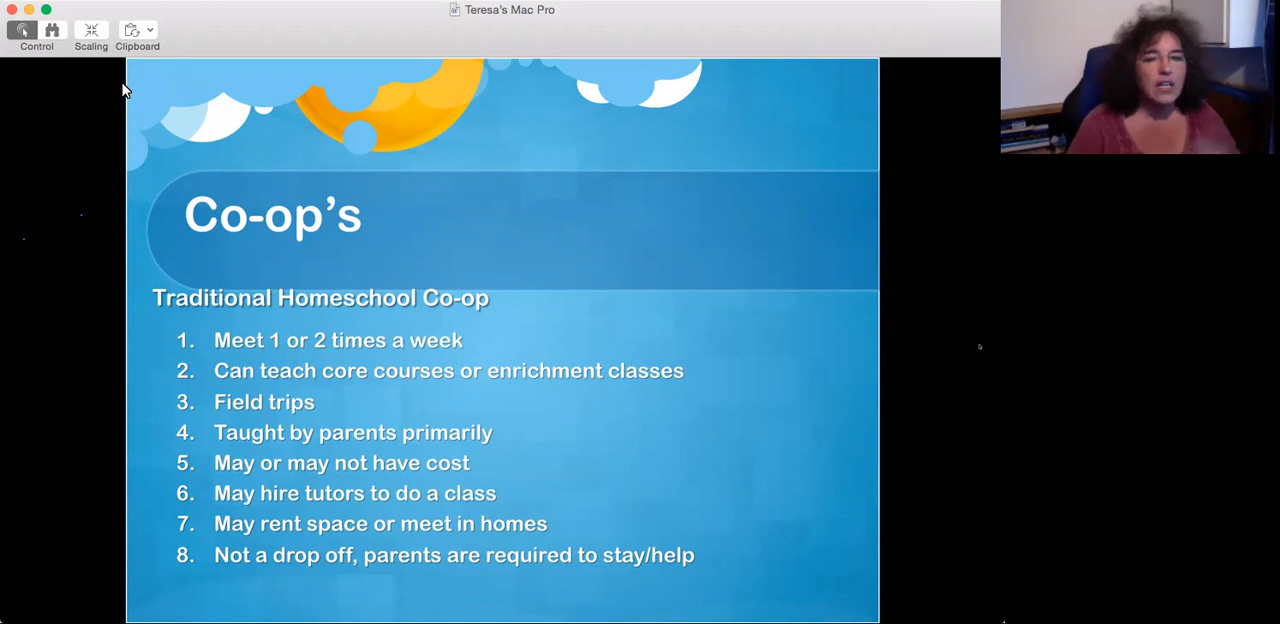 Teresa's Mac Pro
Control
Scaling
Clipboard
Co-op's
Traditional Homeschool Co-op
1. Meet 1 or 2 times a week
2. Can teach core courses or enrichment classes
3. Field trips
4. Taught by parents primarily
5. May or may not have cost
6. May hire tutors to do a class
7. May rent space or meet in homes
8. Not a drop off, parents are required to stay/help